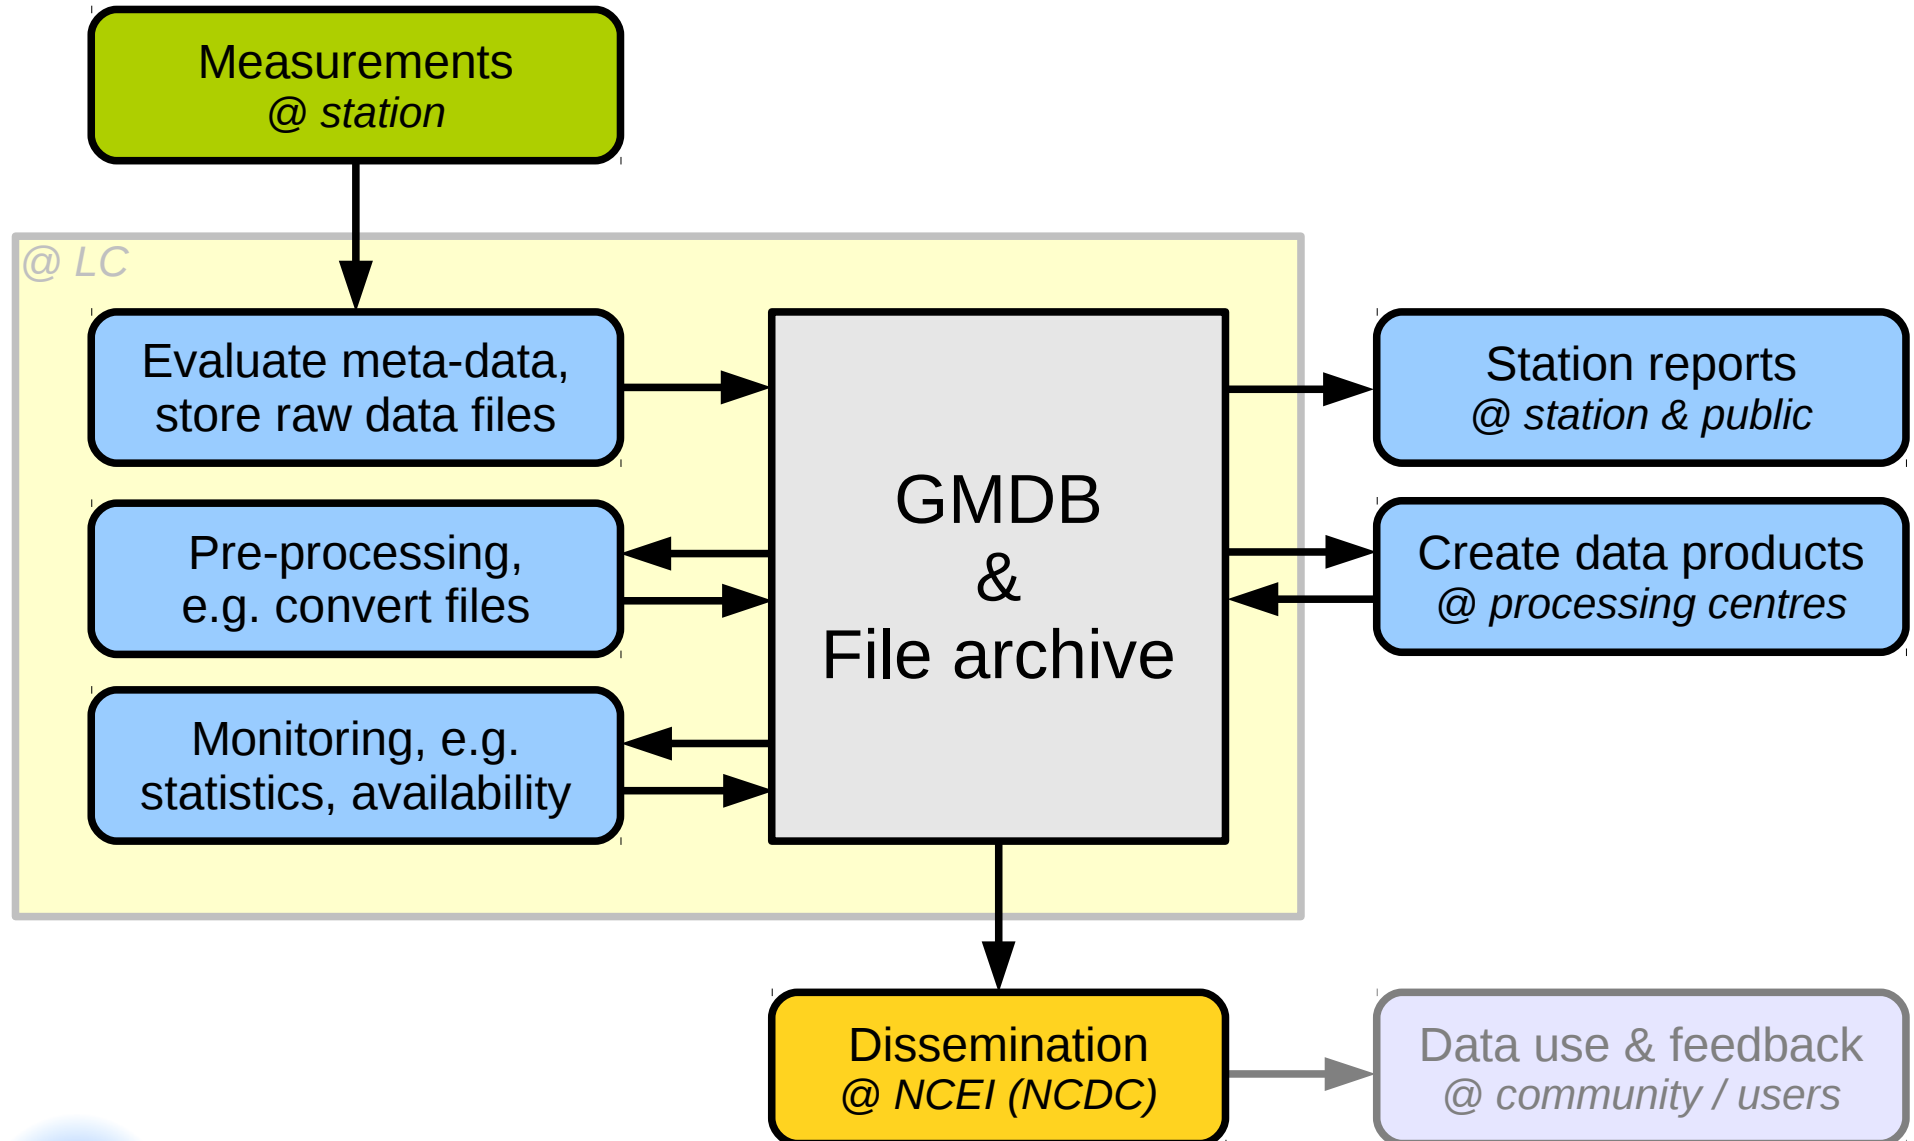 Measurements
@ station
@ LC
Evaluate meta-data,
store raw data files
Pre-processing,
e.g. convert files
Monitoring, e.g.
statistics, availability
GMDB
&
File archive
Station reports
@ station & public
Create data products
@ processing centres
Dissemination
@ NCEI (NCDC)
Data use & feedback
@ community / users